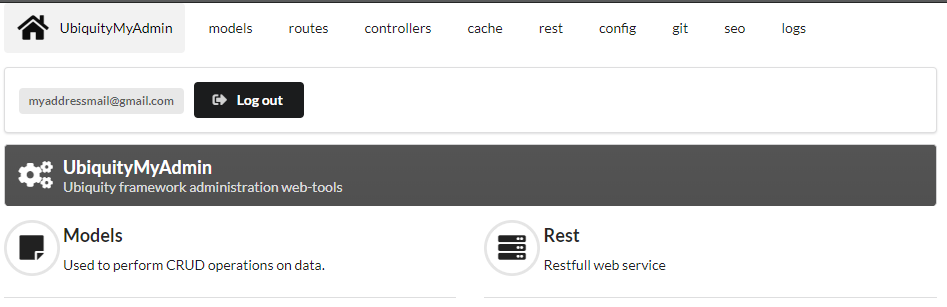 UbiquityMyAdmin models routes controllers cache rest config git seo logs
myaddressmail@gmail.com Log out
UbiquityMyAdmin
Ubiquity framework administration web-tools
Models
Used to perform CRUD operations on data.
Rest
Restfull web service